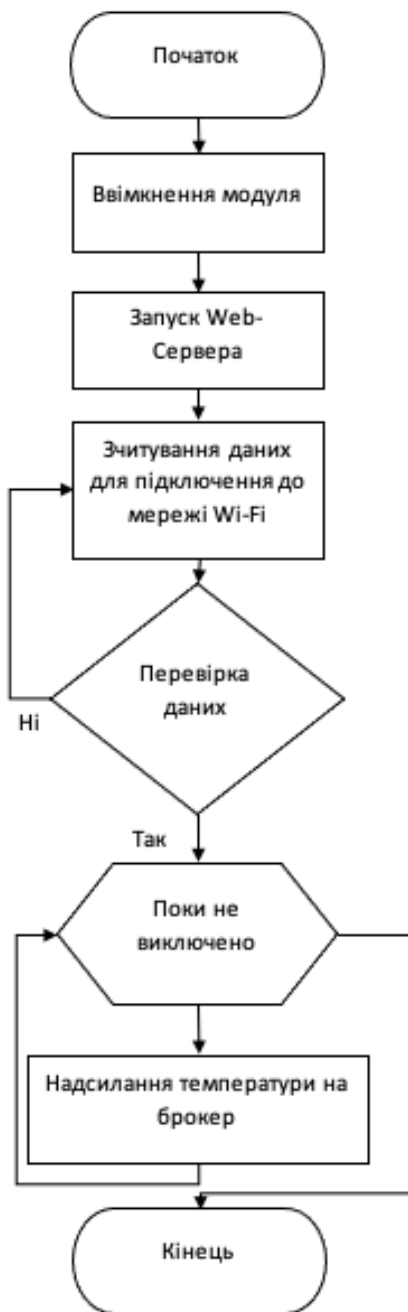 Початок
Ввімкнення модуля
Запуск Web-
Сервера
Зчитування даних
для підключення до
мережі Wi-Fi
Перевірка
даних
Ні
Так
Поки не
виключено
Надсилання температури на
брокер
Кінець